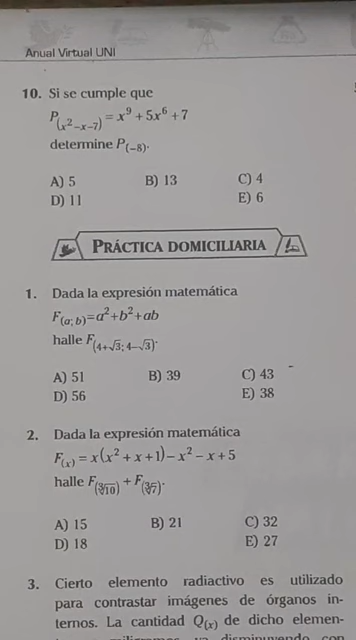 Anual Virtual UNI
10. Si se cumple que
P(x²−x−7) = x⁹ + 5x⁶ + 7
determine P(−8).
A) 5 B) 13 C) 4
D) 11 E) 6
PRÁCTICA DOMICILIARIA
1. Dada la expresión matemática
F(a; b)=a²+b²+ab
halle F(4+√3; 4−√3).
A) 51 B) 39 C) 43
D) 56 E) 38
2. Dada la expresión matemática
F(x) = x(x² + x + 1) − x² − x + 5
halle F(∛10) + F(∛7).
A) 15 B) 21 C) 32
D) 18 E) 27
3. Cierto elemento radiactivo es utilizado
para contrastar imágenes de órganos in-
ternos. La cantidad Q(x) de dicho elemen-